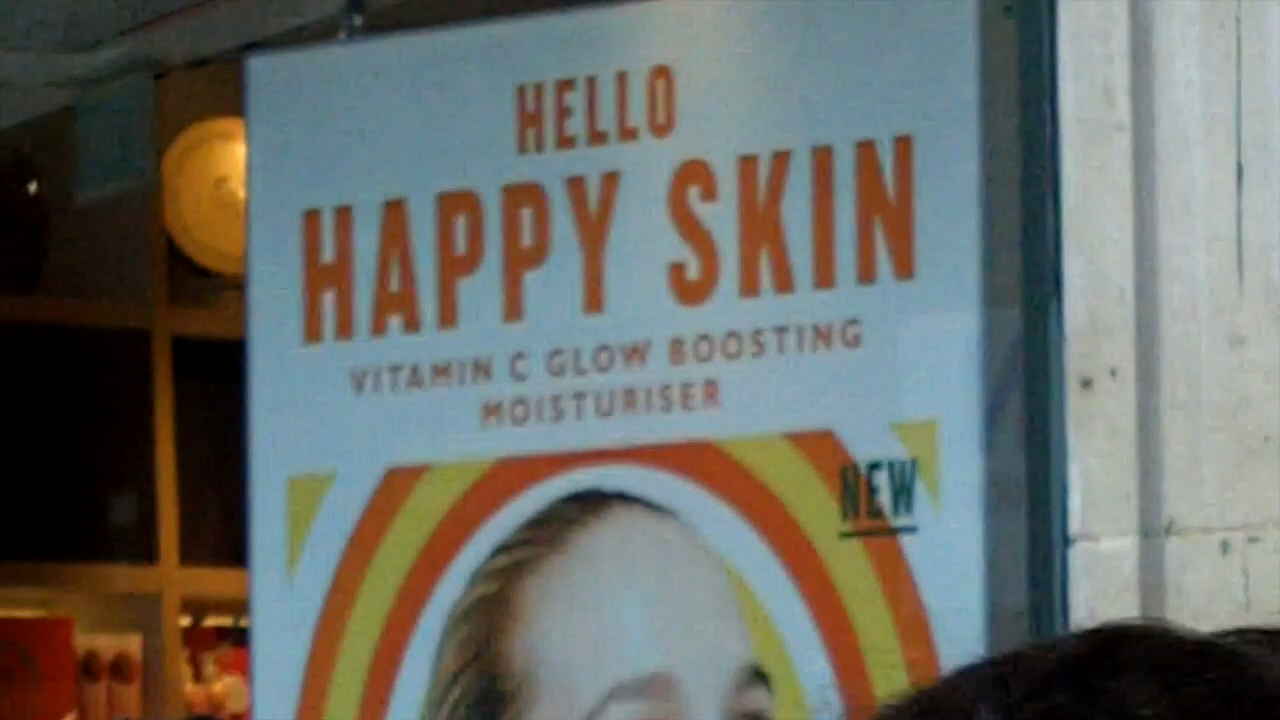 HELLO
HAPPY SKIN
VITAMIN C GLOW BOOSTING
MOISTURISER
NEW